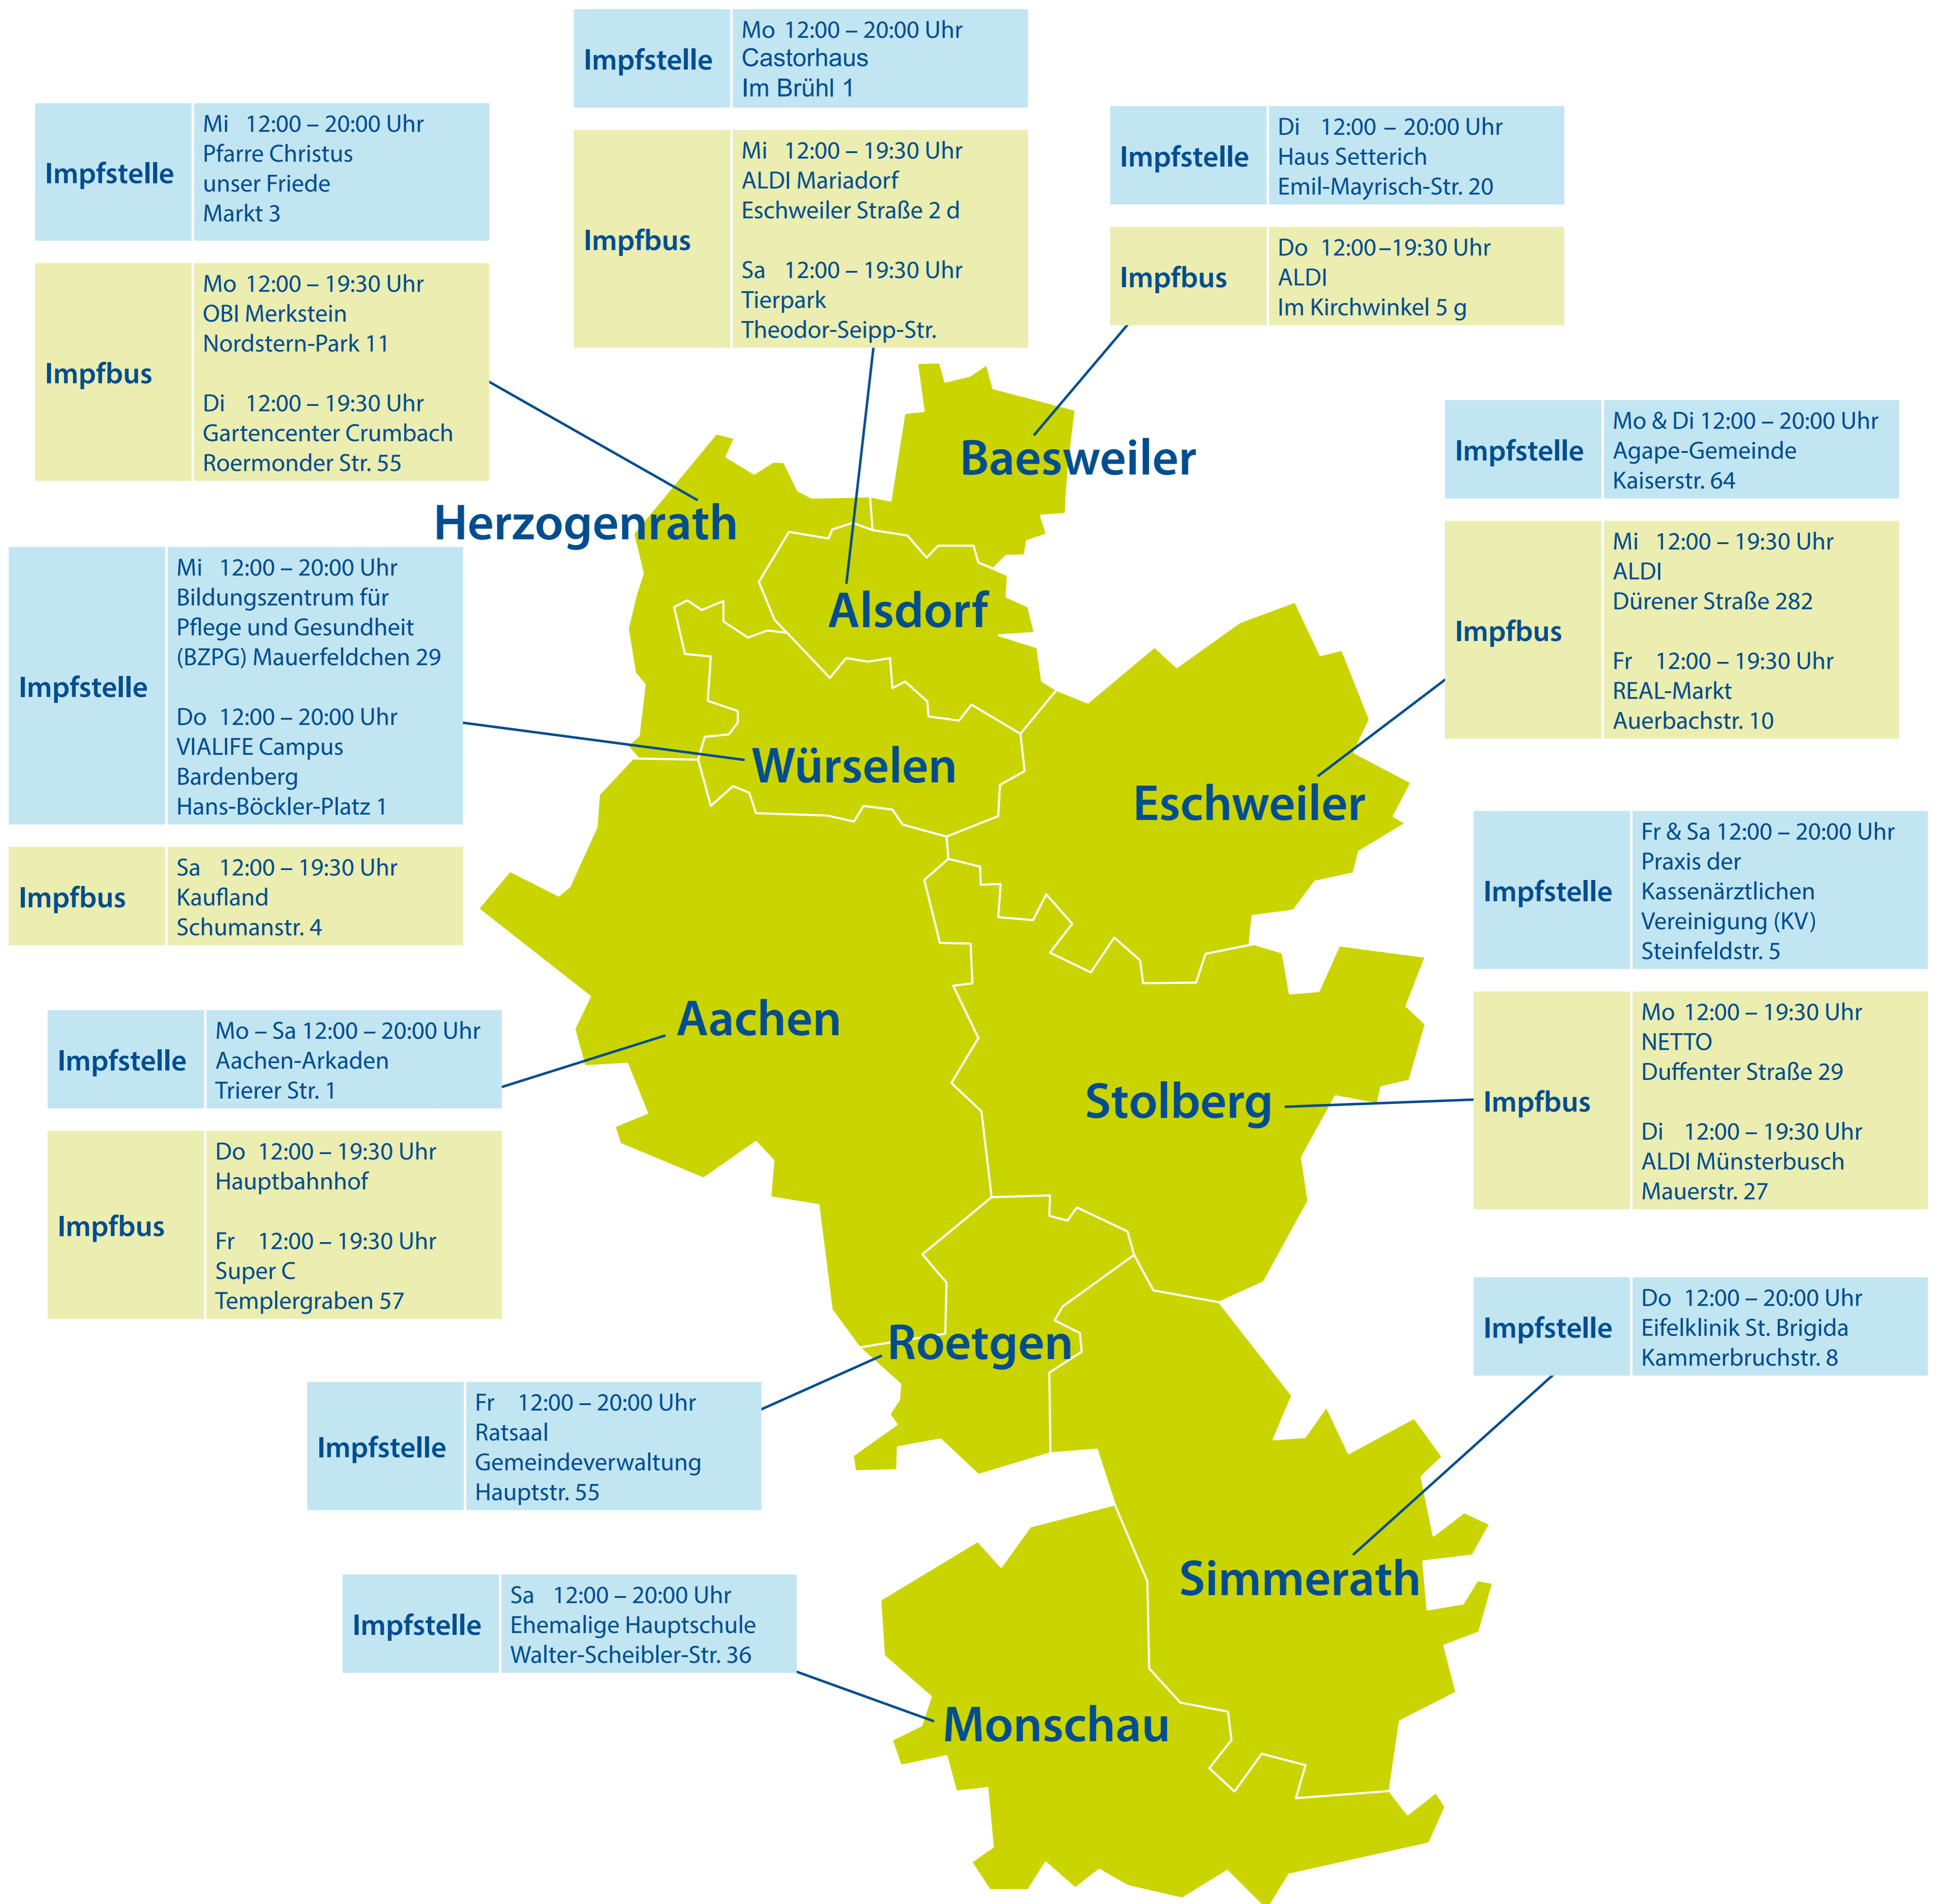 Impfstelle
Mo 12:00 – 20:00 Uhr
Castorhaus
Im Brühl 1
Impfbus
Mi 12:00 – 19:30 Uhr
ALDI Mariadorf
Eschweiler Straße 2 d
Sa 12:00 – 19:30 Uhr
Tierpark
Theodor-Seipp-Str.
Impfstelle
Mi 12:00 – 20:00 Uhr
Pfarre Christus
unser Friede
Markt 3
Impfbus
Mo 12:00 – 19:30 Uhr
OBI Merkstein
Nordstern-Park 11
Di 12:00 – 19:30 Uhr
Gartencenter Crumbach
Roermonder Str. 55
Impfstelle
Di 12:00 – 20:00 Uhr
Haus Setterich
Emil-Mayrisch-Str. 20
Impfbus
Do 12:00–19:30 Uhr
ALDI
Im Kirchwinkel 5 g
Baesweiler
Herzogenrath
Alsdorf
Impfstelle
Mo & Di 12:00 – 20:00 Uhr
Agape-Gemeinde
Kaiserstr. 64
Impfbus
Mi 12:00 – 19:30 Uhr
ALDI
Dürener Straße 282
Fr 12:00 – 19:30 Uhr
REAL-Markt
Auerbachstr. 10
Impfstelle
Mi 12:00 – 20:00 Uhr
Bildungszentrum für
Pflege und Gesundheit
(BZPG) Mauerfeldchen 29
Do 12:00 – 20:00 Uhr
VIALIFE Campus
Bardenberg
Hans-Böckler-Platz 1
Impfbus
Sa 12:00 – 19:30 Uhr
Kaufland
Schumanstr. 4
Würselen
Eschweiler
Impfstelle
Fr & Sa 12:00 – 20:00 Uhr
Praxis der
Kassenärztlichen
Vereinigung (KV)
Steinfeldstr. 5
Impfbus
Mo 12:00 – 19:30 Uhr
NETTO
Duffenter Straße 29
Di 12:00 – 19:30 Uhr
ALDI Münsterbusch
Mauerstr. 27
Aachen
Stolberg
Impfstelle
Mo – Sa 12:00 – 20:00 Uhr
Aachen-Arkaden
Trierer Str. 1
Impfbus
Do 12:00 – 19:30 Uhr
Hauptbahnhof
Fr 12:00 – 19:30 Uhr
Super C
Templergraben 57
Impfstelle
Do 12:00 – 20:00 Uhr
Eifelklinik St. Brigida
Kammerbruchstr. 8
Roetgen
Impfstelle
Fr 12:00 – 20:00 Uhr
Ratsaal
Gemeindeverwaltung
Hauptstr. 55
Simmerath
Impfstelle
Sa 12:00 – 20:00 Uhr
Ehemalige Hauptschule
Walter-Scheibler-Str. 36
Monschau